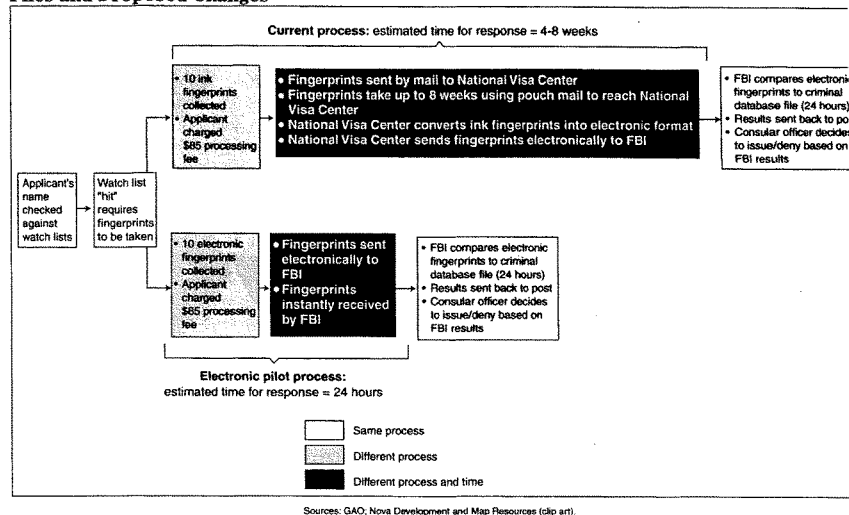 Files and Proposed Changes
Current process: estimated time for response = 4-8 weeks
• 10 ink
fingerprints
collected
• Applicant
charged
$85 processing
fee
• Fingerprints sent by mail to National Visa Center
• Fingerprints take up to 8 weeks using pouch mail to reach National
Visa Center
• National Visa Center converts ink fingerprints into electronic format
• National Visa Center sends fingerprints electronically to FBI
• FBI compares electronic
fingerprints to criminal
database file (24 hours)
• Results sent back to post
• Consular officer decides
to issue/deny based on
FBI results
Applicant's
name
checked
against
watch lists
Watch list
"hit"
requires
fingerprints
to be taken
• 10 electronic
fingerprints
collected
• Applicant
charged
$85 processing
fee
• Fingerprints sent
electronically to
FBI
• Fingerprints
instantly received
by FBI
• FBI compares electronic
fingerprints to criminal
database file (24 hours)
• Results sent back to post
• Consular officer decides
to issue/deny based on
FBI results
Electronic pilot process:
estimated time for response = 24 hours
Same process
Different process
Different process and time
Sources: GAO; Nova Development and Map Resources (clip art).